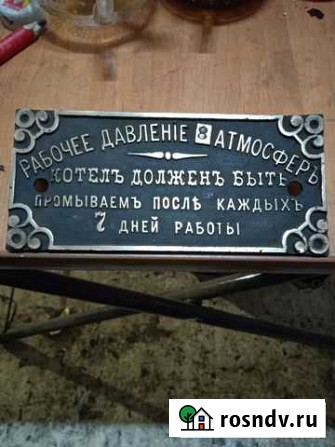 РАБОЧЕЕ ДАВЛЕНІЕ 8 АТМОСФЕРЪ
КОТЕЛЪ ДОЛЖЕНЪ БЫТЬ
ПРОМЫВАЕМЪ ПОСЛѢ КАЖДЫХЪ
7 ДНЕЙ РАБОТЫ
rosndv.ru